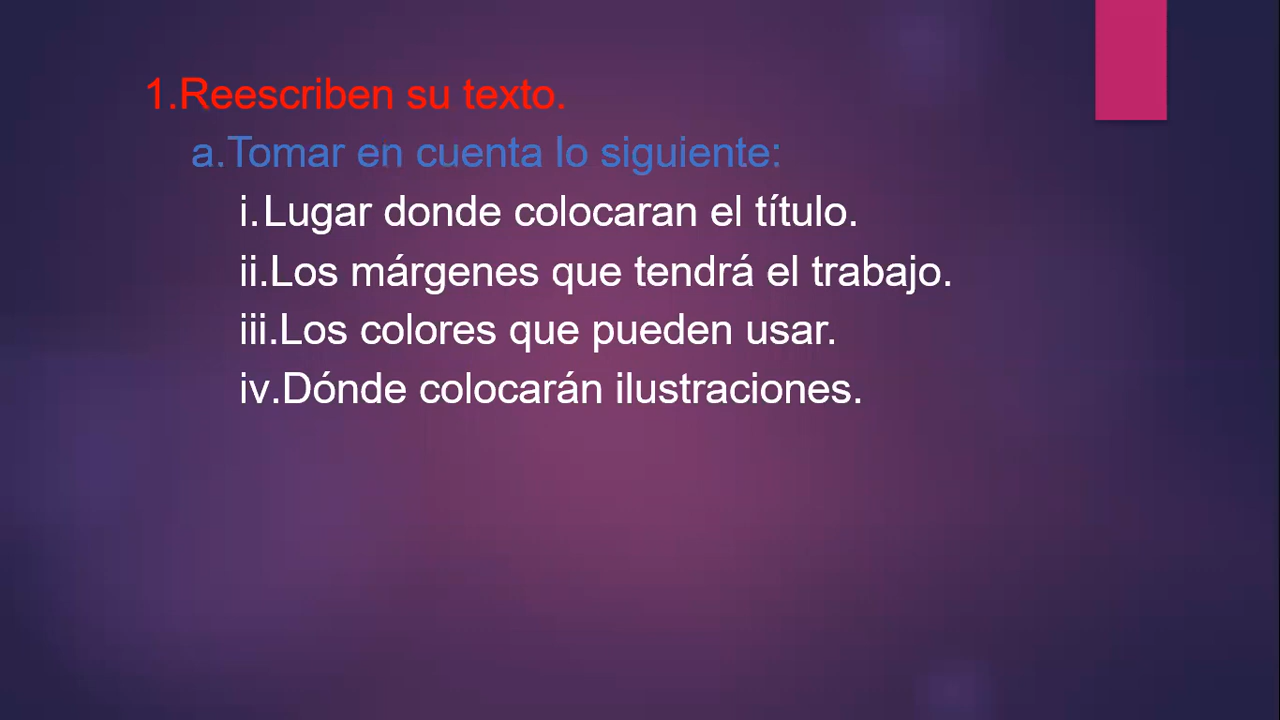 1.Reescriben su texto.
a.Tomar en cuenta lo siguiente:
i.Lugar donde colocaran el título.
ii.Los márgenes que tendrá el trabajo.
iii.Los colores que pueden usar.
iv.Dónde colocarán ilustraciones.